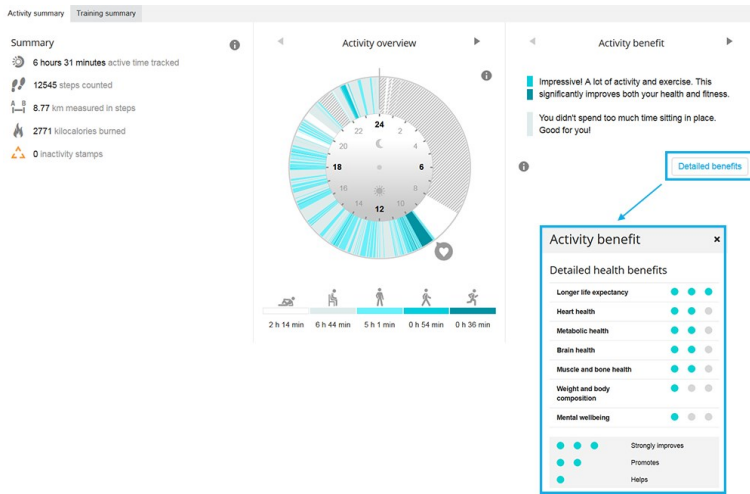 Activity summary
Training summary
Summary
6 hours 31 minutes active time tracked
12545 steps counted
A B
8.77 km measured in steps
2771 kilocalories burned
0 inactivity stamps
Activity overview
24
2
4
6
8
10
12
14
16
18
20
22
2 h 14 min
6 h 44 min
5 h 1 min
0 h 54 min
0 h 36 min
Activity benefit
Impressive! A lot of activity and exercise. This
significantly improves both your health and fitness.
You didn't spend too much time sitting in place.
Good for you!
Detailed benefits
Activity benefit
×
Detailed health benefits
Longer life expectancy
Heart health
Metabolic health
Brain health
Muscle and bone health
Weight and body
composition
Mental wellbeing
Strongly improves
Promotes
Helps